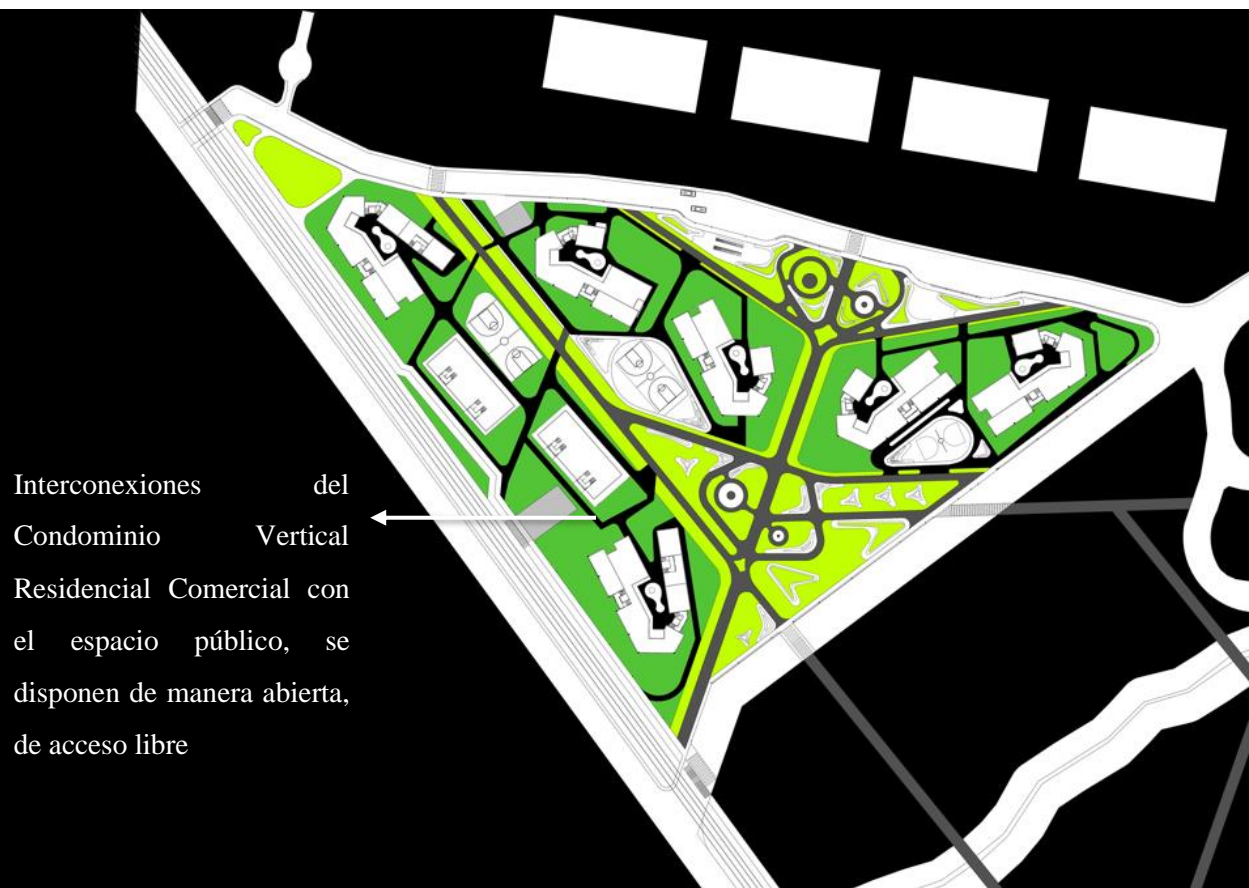 Interconexiones del
Condominio Vertical
Residencial Comercial con
el espacio público, se
disponen de manera abierta,
de acceso libre